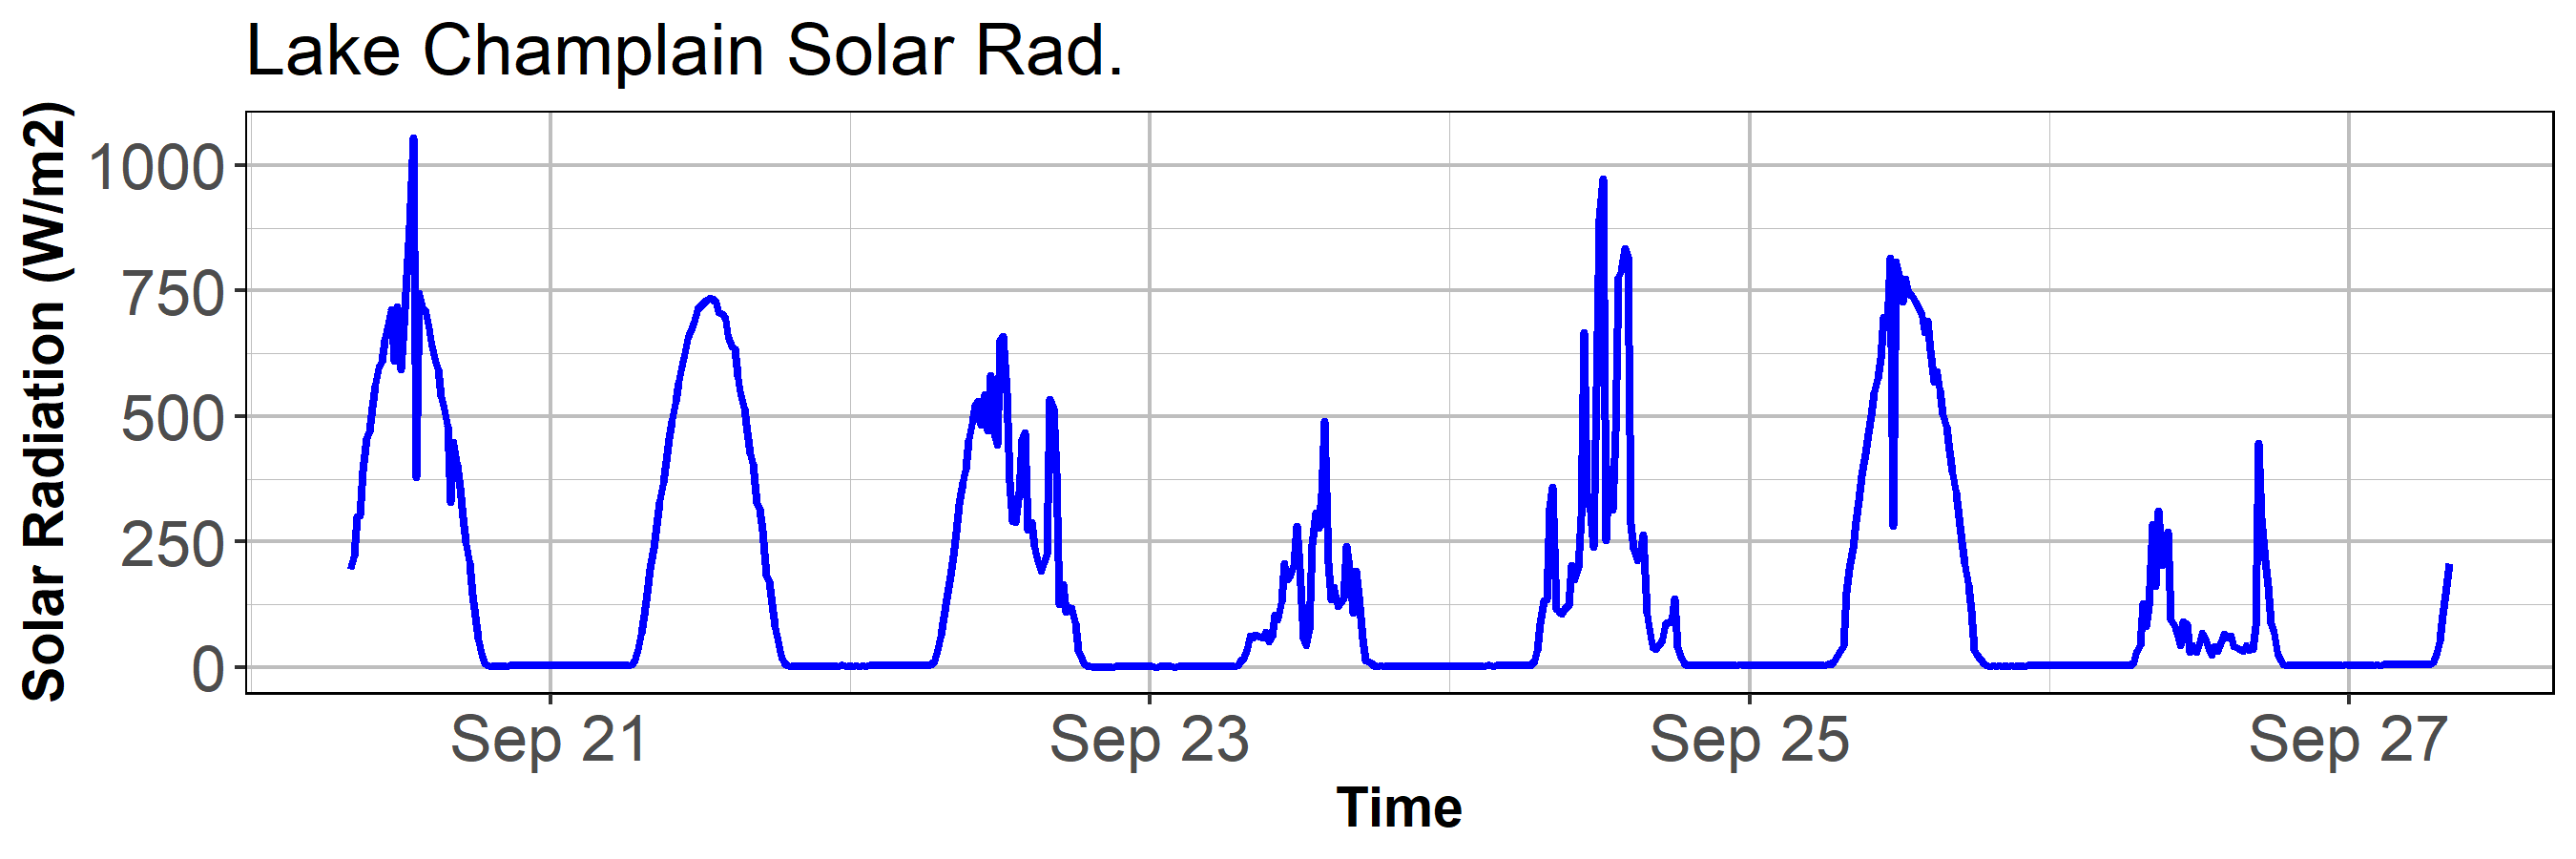 Lake Champlain Solar Rad.
Solar Radiation (W/m2)
1000
750
500
250
0
Sep 21 Sep 23 Sep 25 Sep 27
Time